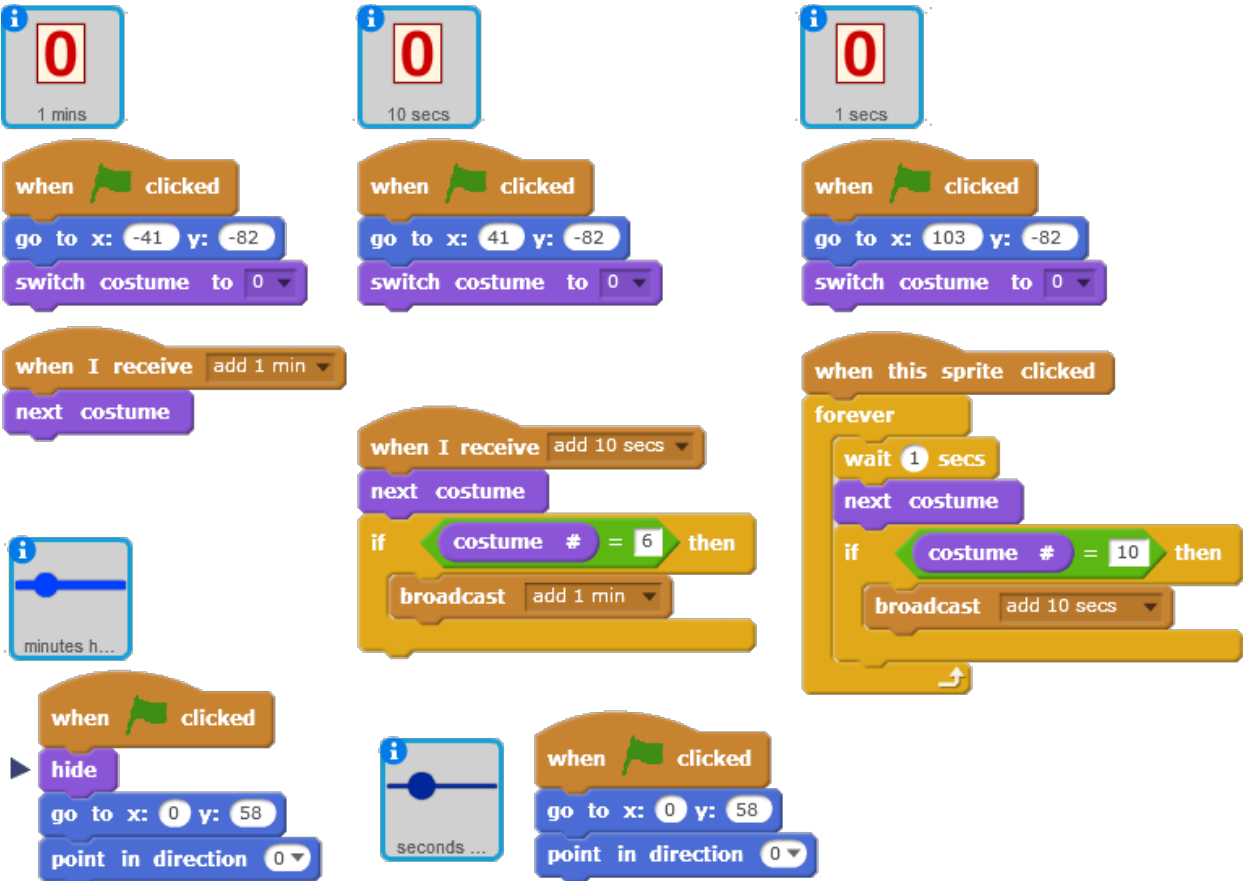 0
1 mins
when clicked
go to x: -41 y: -82
switch costume to 0
when I receive add 1 min
next costume
0
10 secs
when clicked
go to x: 41 y: -82
switch costume to 0
when I receive add 10 secs
next costume
if costume # = 6 then
broadcast add 1 min
0
1 secs
when clicked
go to x: 103 y: -82
switch costume to 0
when this sprite clicked
forever
wait 1 secs
next costume
if costume # = 10 then
broadcast add 10 secs
minutes h...
when clicked
hide
go to x: 0 y: 58
point in direction 0
seconds ...
when clicked
go to x: 0 y: 58
point in direction 0